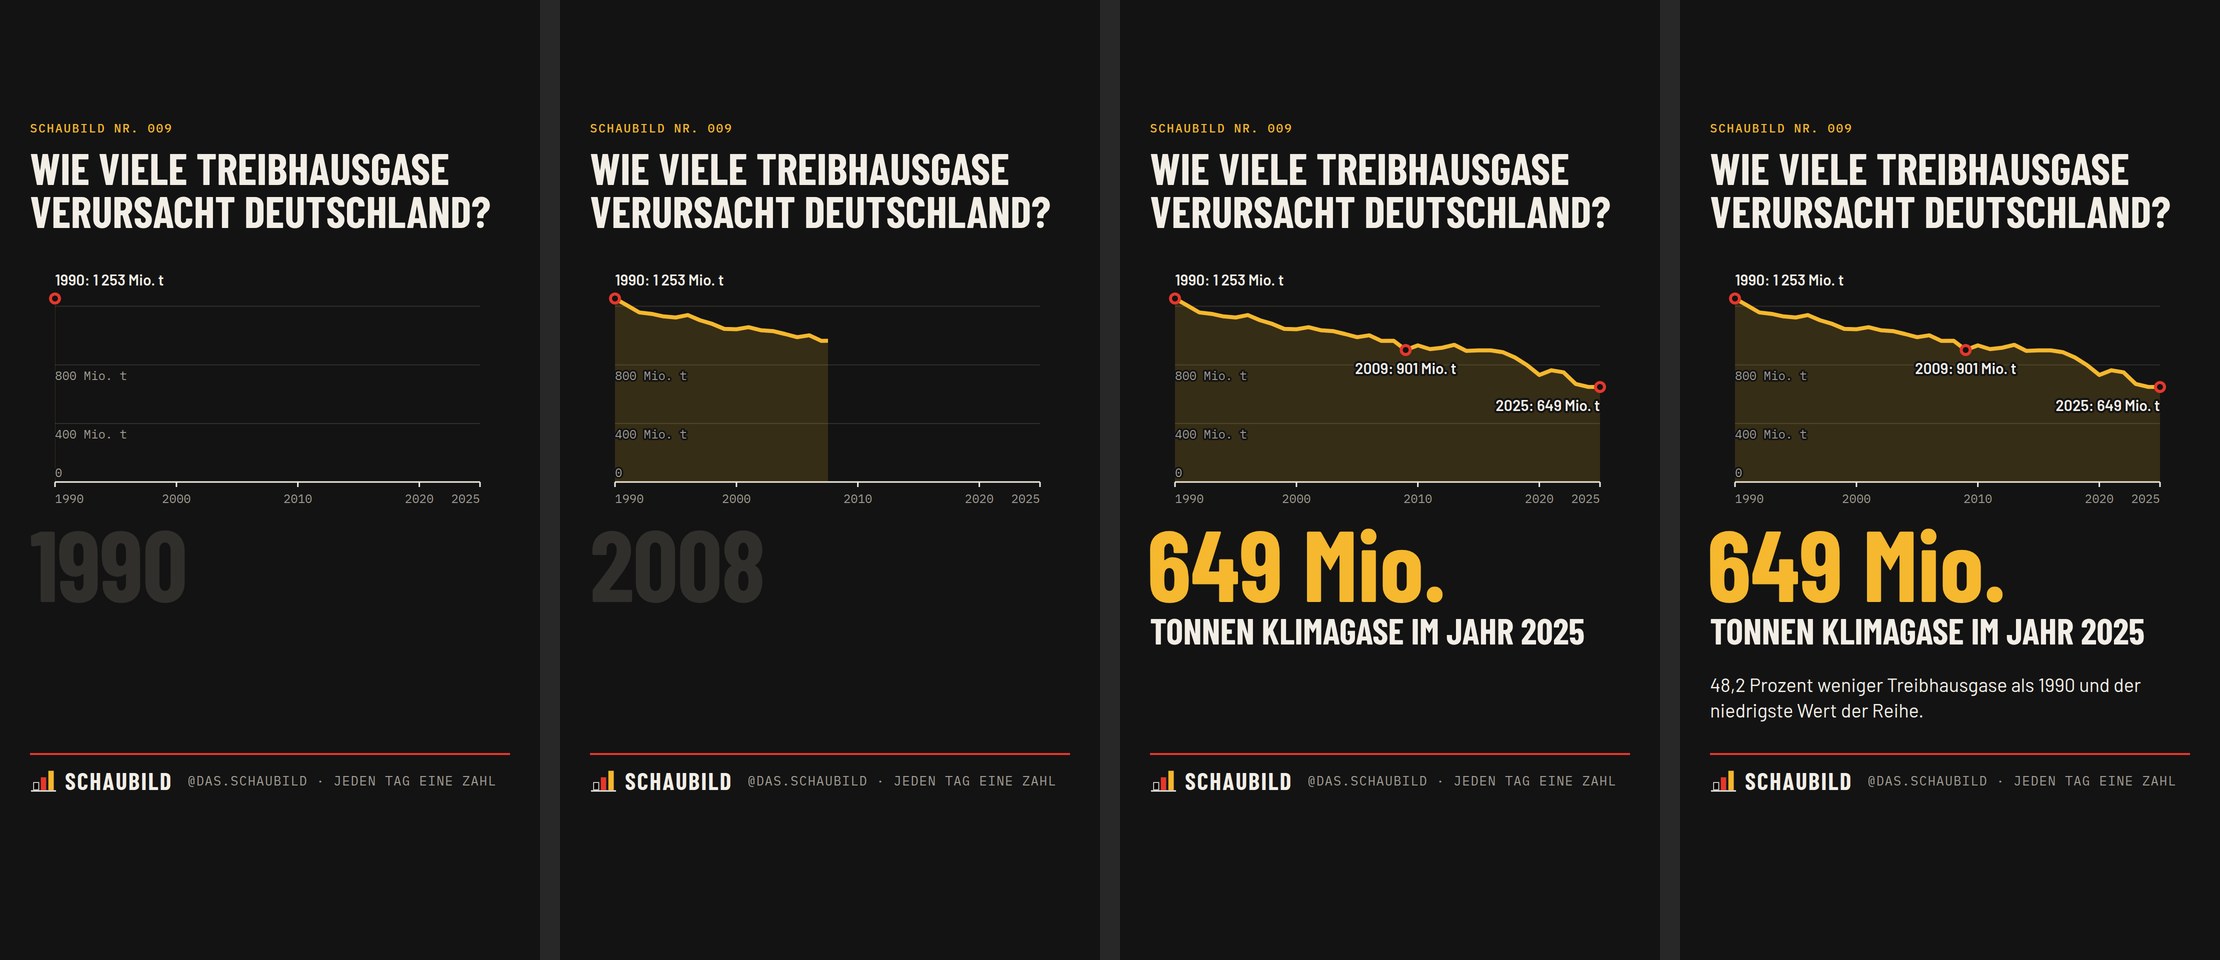 SCHAUBILD NR. 009
WIE VIELE TREIBHAUSGASE
VERURSACHT DEUTSCHLAND?
1990: 1 253 Mio. t
800 Mio. t
400 Mio. t
0
1990 2000 2010 2020 2025
1990
SCHAUBILD @DAS.SCHAUBILD · JEDEN TAG EINE ZAHL
SCHAUBILD NR. 009
WIE VIELE TREIBHAUSGASE
VERURSACHT DEUTSCHLAND?
1990: 1 253 Mio. t
800 Mio. t
400 Mio. t
0
1990 2000 2010 2020 2025
2008
SCHAUBILD @DAS.SCHAUBILD · JEDEN TAG EINE ZAHL
SCHAUBILD NR. 009
WIE VIELE TREIBHAUSGASE
VERURSACHT DEUTSCHLAND?
1990: 1 253 Mio. t
2009: 901 Mio. t
800 Mio. t
2025: 649 Mio. t
400 Mio. t
0
1990 2000 2010 2020 2025
649 Mio.
TONNEN KLIMAGASE IM JAHR 2025
SCHAUBILD @DAS.SCHAUBILD · JEDEN TAG EINE ZAHL
SCHAUBILD NR. 009
WIE VIELE TREIBHAUSGASE
VERURSACHT DEUTSCHLAND?
1990: 1 253 Mio. t
2009: 901 Mio. t
800 Mio. t
2025: 649 Mio. t
400 Mio. t
0
1990 2000 2010 2020 2025
649 Mio.
TONNEN KLIMAGASE IM JAHR 2025
48,2 Prozent weniger Treibhausgase als 1990 und der
niedrigste Wert der Reihe.
SCHAUBILD @DAS.SCHAUBILD · JEDEN TAG EINE ZAHL